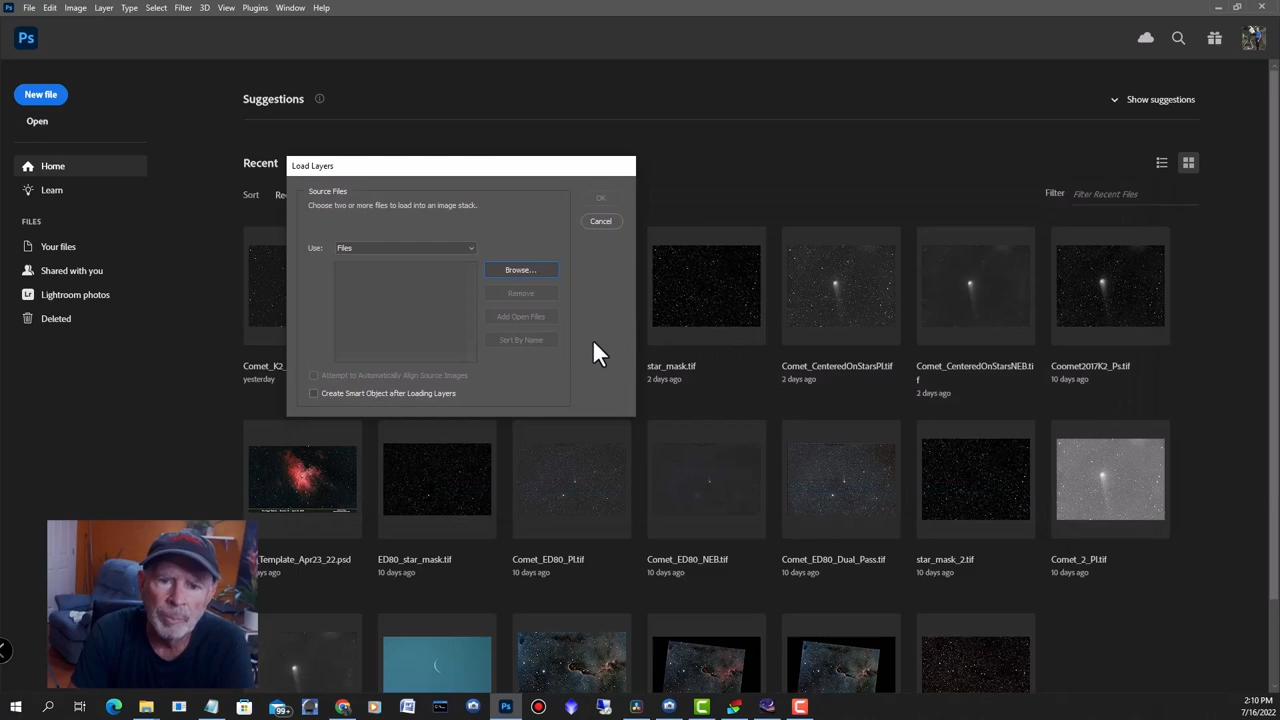 Ps File Edit Image Layer Type Select Filter 3D View Plugins Window Help
Ps
New file
Open
Home
Learn
FILES
Your files
Shared with you
Lr Lightroom photos
Deleted
Suggestions
Show suggestions
Recent
Sort
Filter Filter Recent Files
Load Layers
Source Files
Choose two or more files to load into an image stack.
OK
Cancel
Use: Files
Browse...
Remove
Add Open Files
Sort By Name
Attempt to Automatically Align Source Images
Create Smart Object after Loading Layers
yesterday
star_mask.tif
2 days ago
Comet_CenteredOnStarsPI.tif
2 days ago
Comet_CenteredOnStarsNEB.ti
f
2 days ago
Coomet2017K2_Ps.tif
10 days ago
Template_Apr23_22.psd
ays ago
ED80_star_mask.tif
10 days ago
Comet_ED80_PI.tif
10 days ago
Comet_ED80_NEB.tif
10 days ago
Comet_ED80_Dual_Pass.tif
10 days ago
star_mask_2.tif
10 days ago
Comet_2_PI.tif
10 days ago
99+
Ps
2:10 PM
7/16/2022